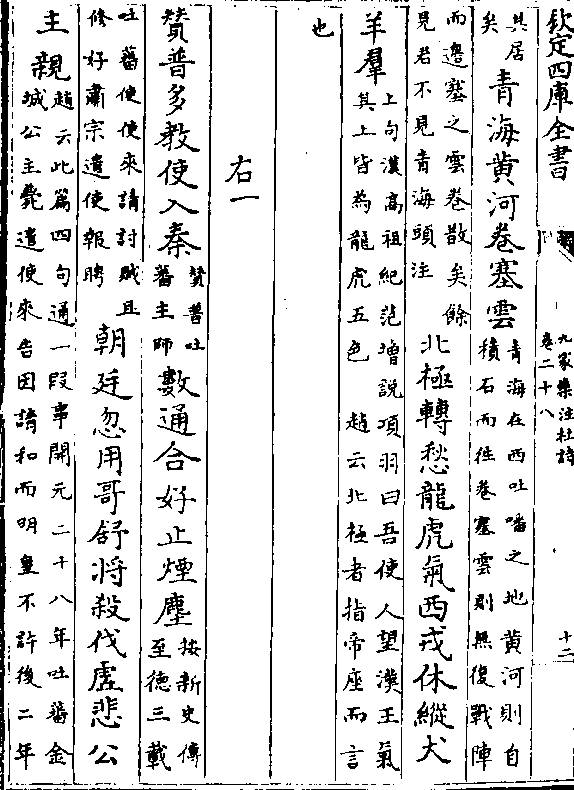 欽定四庫全書
九家集注杜詩
卷二十八
十二
其居
矣
青海黄河卷塞雲
青海在西吐噃之地黄河則自
積石而徃卷塞雲則無復戰陣
而邊塞之雲卷散矣餘
見君不見青海頭注
北極轉愁龍虎氣西戎休縱犬
羊羣
上句漢高祖紀范増說項羽曰吾使人望漢王氣
其上皆為龍虎五色　趙云北極者指帝座而言
也
右一
賛普多教使入秦
賛普吐
蕃主師
數通合好止煙塵
按新史傳
至德三載
吐蕃使使來請討賊且
修好肅宗遣使報聘
朝廷忽用哥舒將殺伐虚悲公
主親
趙云此篇四句通一段事開元二十八年吐蕃金
城公主薨遣使來告因請和而明皇不許後二年